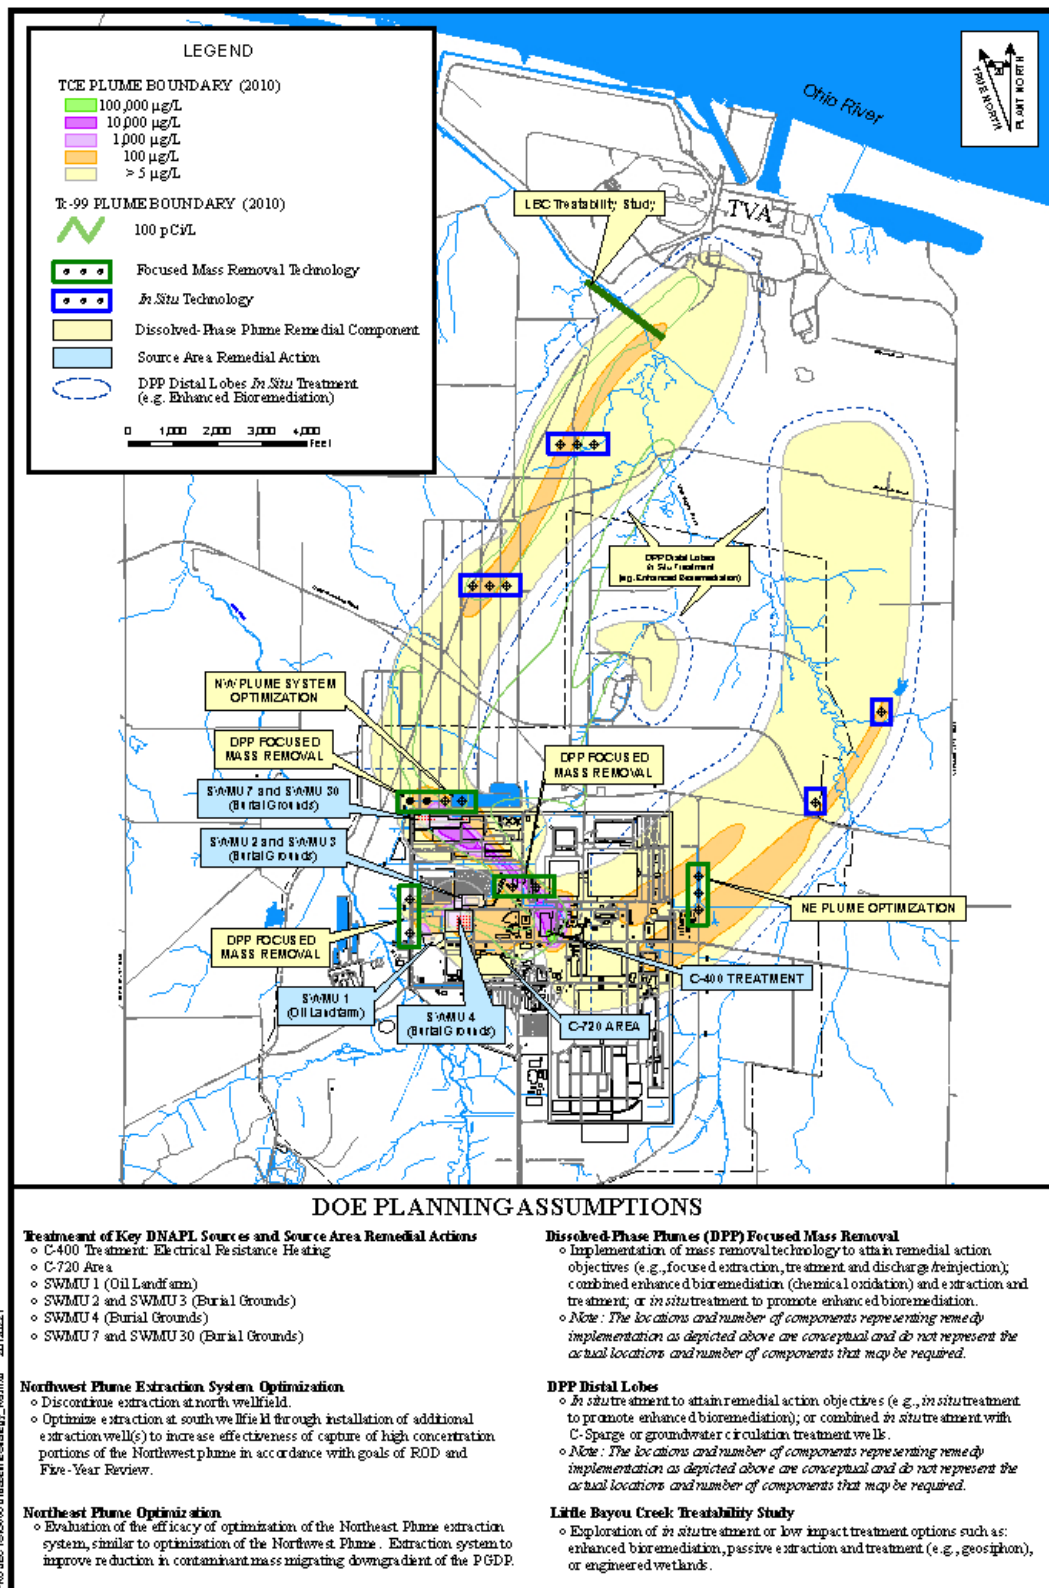 LEGEND
TCE PLUME BOUNDARY (2010)
100,000 µg/L
10,000 µg/L
1,000 µg/L
100 µg/L
> 5 µg/L
Tc-99 PLUME BOUNDARY (2010)
100 pCi/L
Focused Mass Removal Technology
In Situ Technology
Dissolved-Phase Plume Remedial Component
Source Area Remedial Action
DPP Distal Lobes In Situ Treatment
(e.g. Enhanced Bioremediation)
0 1,000 2,000 3,000 4,000
Feet
Ohio River
TRUE NORTH
PLANT NORTH
LBC Treatability Study
TVA
DPP Distal Lobes
In Situ Treatment
(e.g. Enhanced Bioremediation)
NW PLUME SYSTEM
OPTIMIZATION
DPP FOCUSED
MASS REMOVAL
DPP FOCUSED
MASS REMOVAL
SWMU 7 and SWMU 30
(Burial Grounds)
SWMU 2 and SWMU 3
(Burial Grounds)
NE PLUME OPTIMIZATION
DPP FOCUSED
MASS REMOVAL
C-400 TREATMENT
SWMU 1
(Oil Landfarm)
SWMU 4
(Burial Grounds)
C-720 AREA
DOE PLANNING ASSUMPTIONS
Treatmeant of Key DNAPL Sources and Source Area Remedial Actions
o C-400 Treatment: Electrical Resistance Heating
o C-720 Area
o SWMU 1 (Oil Landfarm)
o SWMU 2 and SWMU 3 (Burial Grounds)
o SWMU 4 (Burial Grounds)
o SWMU 7 and SWMU 30 (Burial Grounds)
Northwest Plume Extraction System Optimization
o Discontinue extraction at north wellfield.
o Optimize extraction at south wellfield through installation of additional
extraction well(s) to increase effectiveness of capture of high concentration
portions of the Northwest plume in accordance with goals of ROD and
Five-Year Review.
Northeast Plume Optimization
o Evaluation of the efficacy of optimization of the Northeast Plume extraction
system, similar to optimization of the Northwest Plume. Extraction system to
improve reduction in contaminant mass migrating downgradient of the PGDP.
Dissolved-Phase Plumes (DPP) Focused Mass Removal
o Implementation of mass removal technology to attain remedial action
objectives (e.g., focused extraction, treatment and discharge/reinjection);
combined enhanced bioremediation (chemical oxidation) and extraction and
treatment; or in situ treatment to promote enhanced bioremediation.
o Note: The locations and number of components representing remedy
implementation as depicted above are conceptual and do not represent the
actual locations and number of components that may be required.
DPP Distal Lobes
o In situ treatment to attain remedial action objectives (e.g., in situ treatment
to promote enhanced bioremediation); or combined in situ treatment with
C-Sparge or groundwater circulation treatment wells.
o Note: The locations and number of components representing remedy
implementation as depicted above are conceptual and do not represent the
actual locations and number of components that may be required.
Little Bayou Creek Treatability Study
o Exploration of in situ treatment or low impact treatment options such as:
enhanced bioremediation, passive extraction and treatment (e.g., geosiphon),
or engineered wetlands.